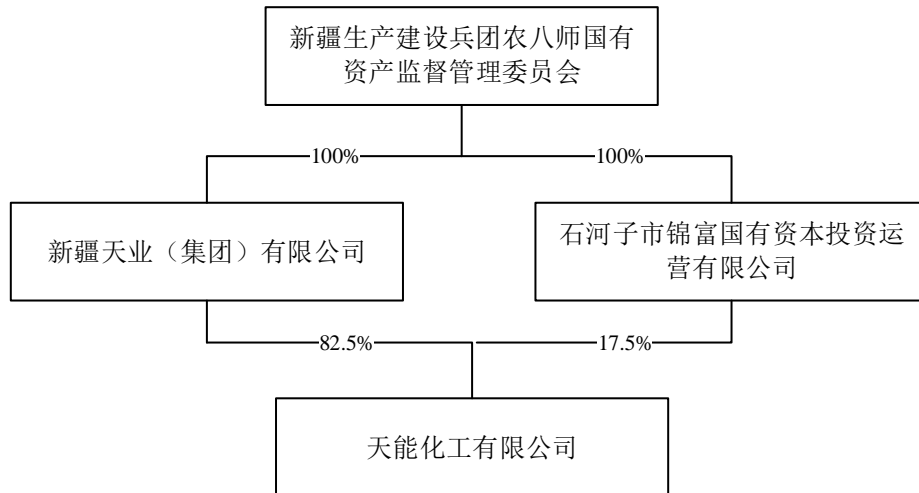 新疆生产建设兵团农八师国有
资产监督管理委员会
100%
100%
新疆天业（集团）有限公司
石河子市锦富国有资本投资运
营有限公司
82.5%
17.5%
天能化工有限公司